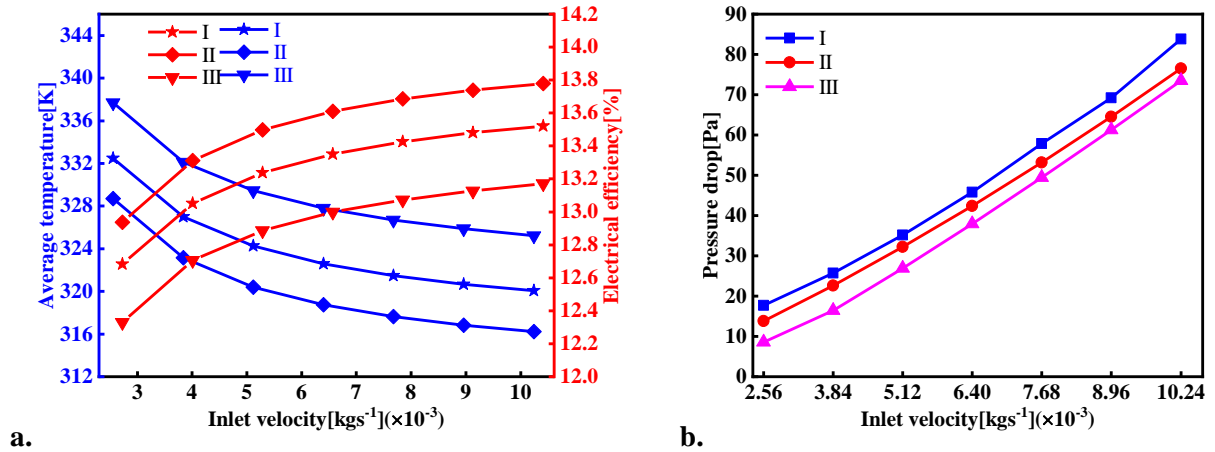 346
344
340
336
332
328
324
320
316
312
Average temperature[K]
I I
II II
III III
14.2
14.0
13.8
13.6
13.4
13.2
13.0
12.8
12.6
12.4
12.2
12.0
Electrical efficiency[%]
3 4 5 6 7 8 9 10
Inlet velocity[kgs⁻¹](×10⁻³)
a.
90
80
70
60
50
40
30
20
10
0
Pressure drop[Pa]
I
II
III
2.56 3.84 5.12 6.40 7.68 8.96 10.24
Inlet velocity[kgs⁻¹](×10⁻³)
b.